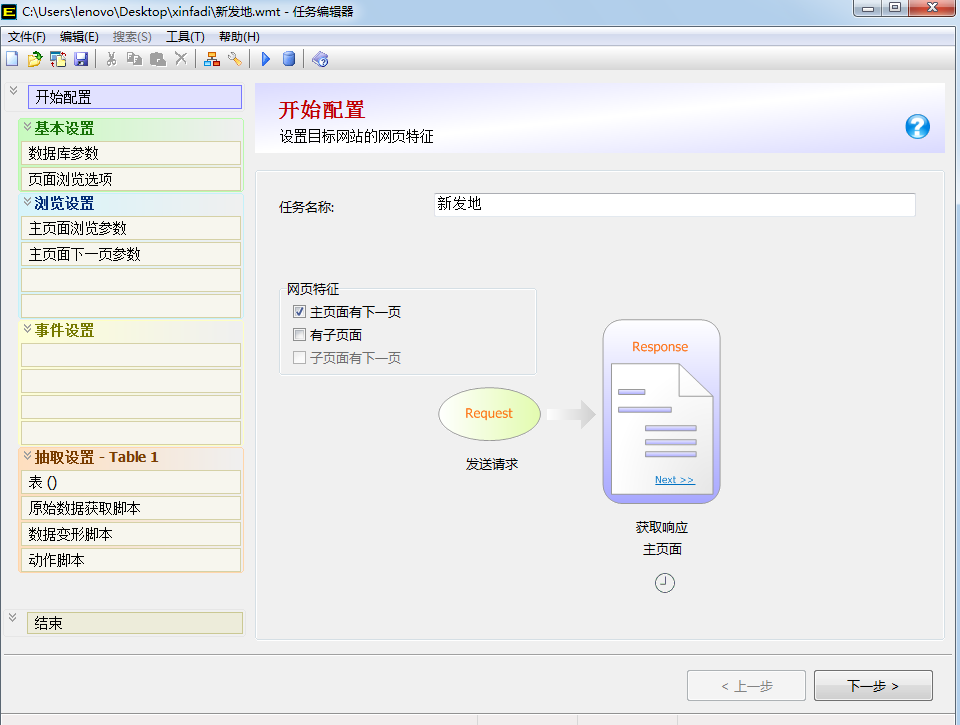 C:\Users\lenovo\Desktop\xinfadi\新发地.wmt - 任务编辑器
文件(F) 编辑(E) 搜索(S) 工具(T) 帮助(H)
开始配置
基本设置
数据库参数
页面浏览选项
浏览设置
主页面浏览参数
主页面下一页参数
事件设置
抽取设置 - Table 1
表 ()
原始数据获取脚本
数据变形脚本
动作脚本
结束
开始配置
设置目标网站的网页特征
任务名称:
新发地
网页特征
主页面有下一页
有子页面
子页面有下一页
Request
发送请求
Response
Next >>
获取响应
主页面
< 上一步
下一步 >